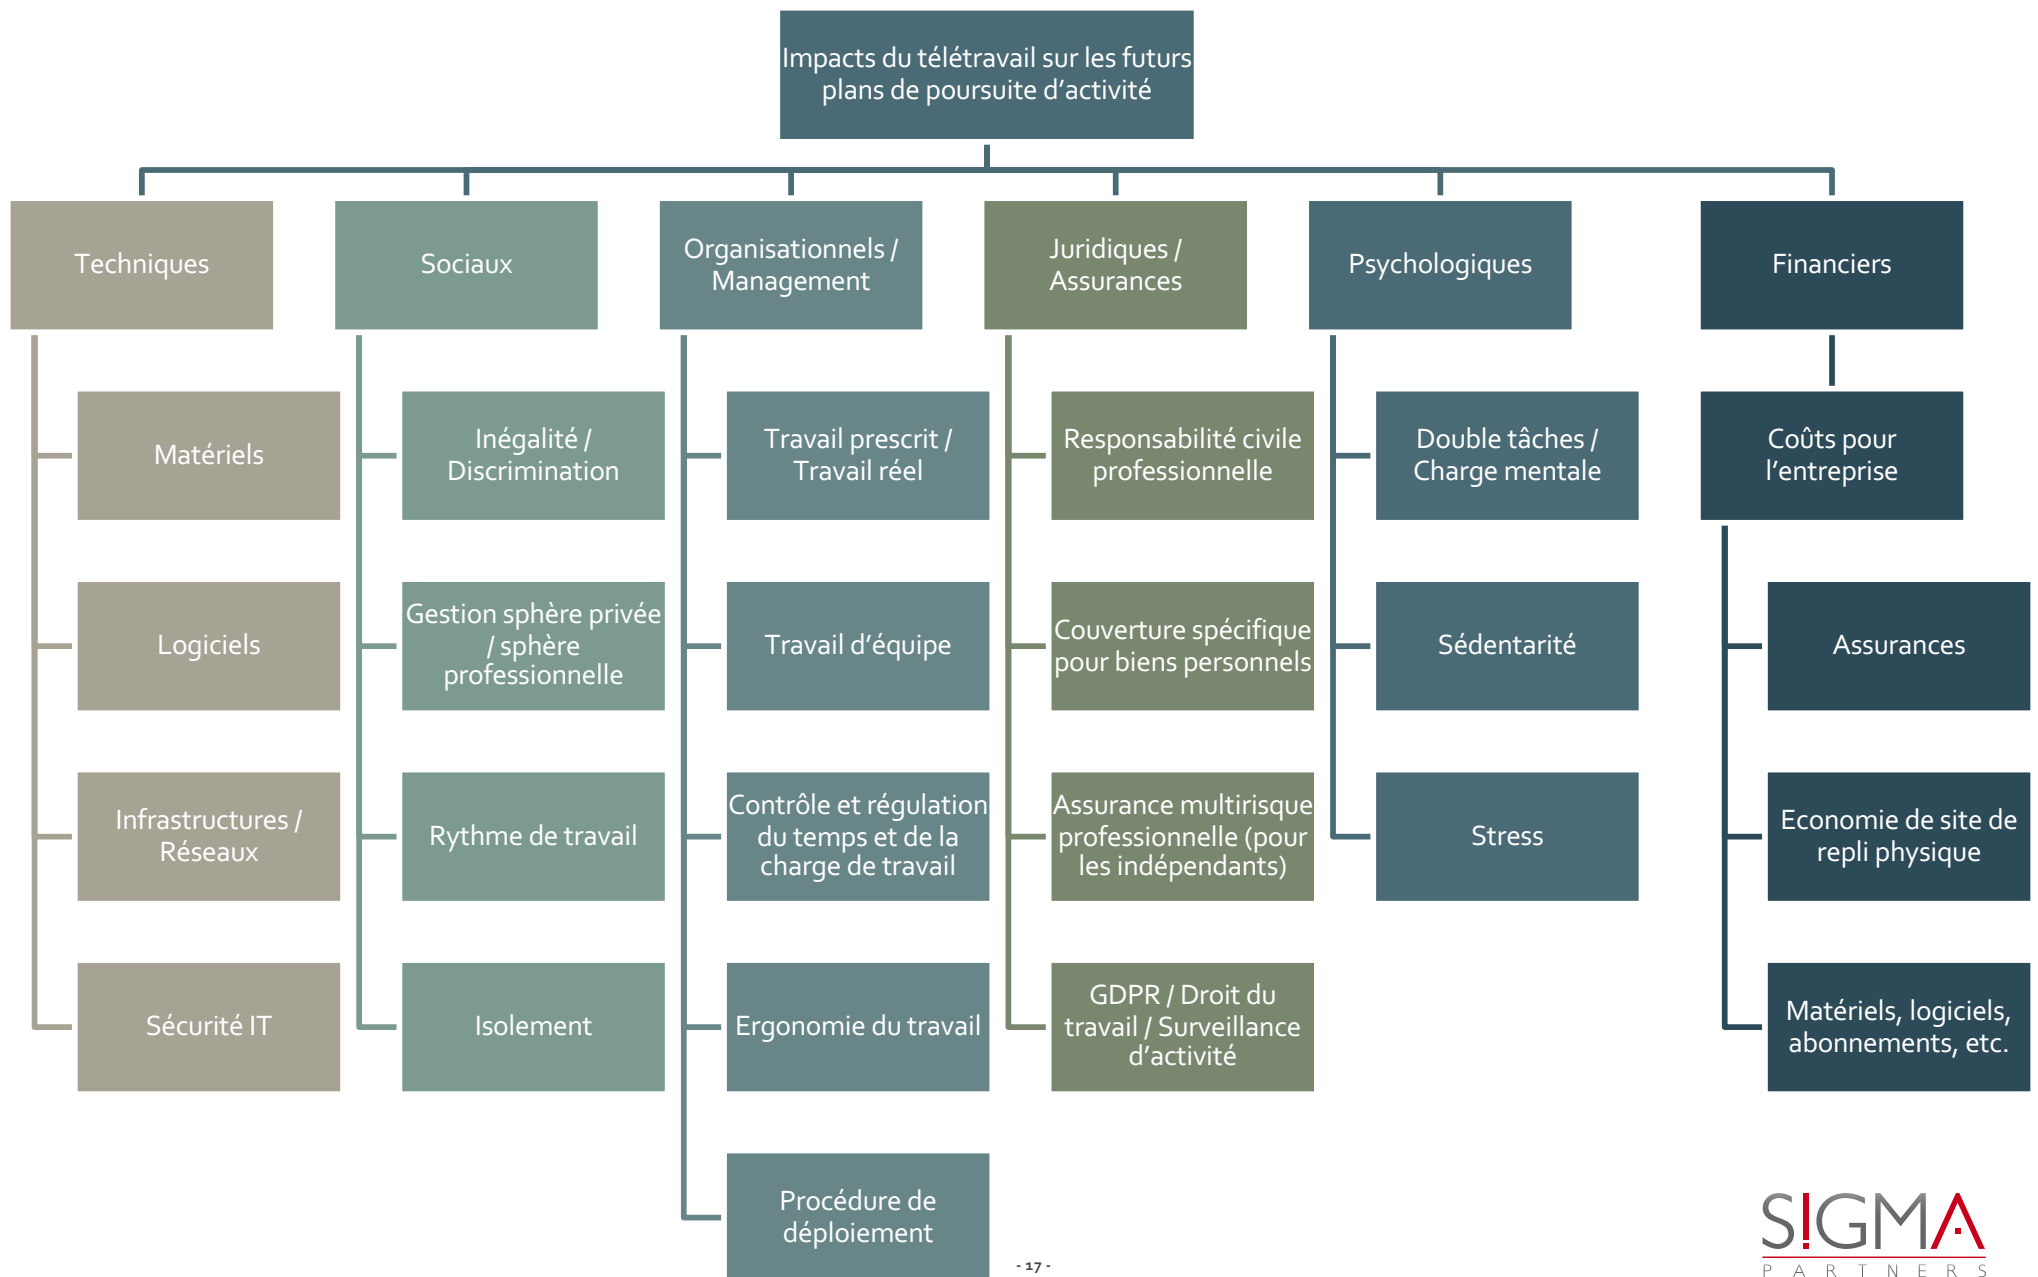 Impacts du télétravail sur les futurs
plans de poursuite d’activité
Techniques
Matériels
Logiciels
Infrastructures /
Réseaux
Sécurité IT
Sociaux
Inégalité /
Discrimination
Gestion sphère privée
/ sphère
professionnelle
Rythme de travail
Isolement
Organisationnels /
Management
Travail prescrit /
Travail réel
Travail d’équipe
Contrôle et régulation
du temps et de la
charge de travail
Ergonomie du travail
Procédure de
déploiement
Juridiques /
Assurances
Responsabilité civile
professionnelle
Couverture spécifique
pour biens personnels
Assurance multirisque
professionnelle (pour
les indépendants)
GDPR / Droit du
travail / Surveillance
d’activité
Psychologiques
Double tâches /
Charge mentale
Sédentarité
Stress
Financiers
Coûts pour
l’entreprise
Assurances
Economie de site de
repli physique
Matériels, logiciels,
abonnements, etc.
- 17 -
S!GMA
PARTNERS